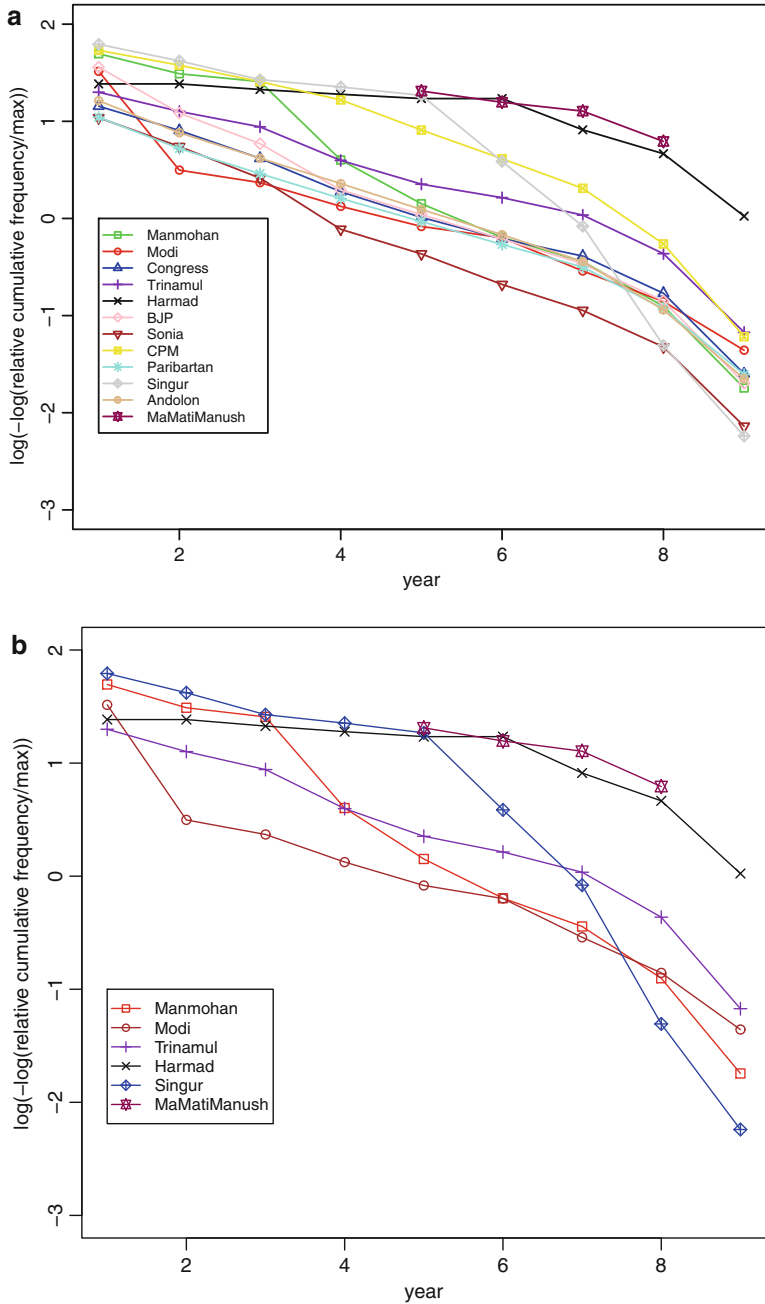 a
log(−log(relative cumulative frequency/max))
2
1
0
−1
−2
−3
Manmohan
Modi
Congress
Trinamul
Harmad
BJP
Sonia
CPM
Paribartan
Singur
Andolon
MaMatiManush
2 4 6 8
year
b
log(−log(relative cumulative frequency/max))
2
1
0
−1
−2
−3
Manmohan
Modi
Trinamul
Harmad
Singur
MaMatiManush
2 4 6 8
year